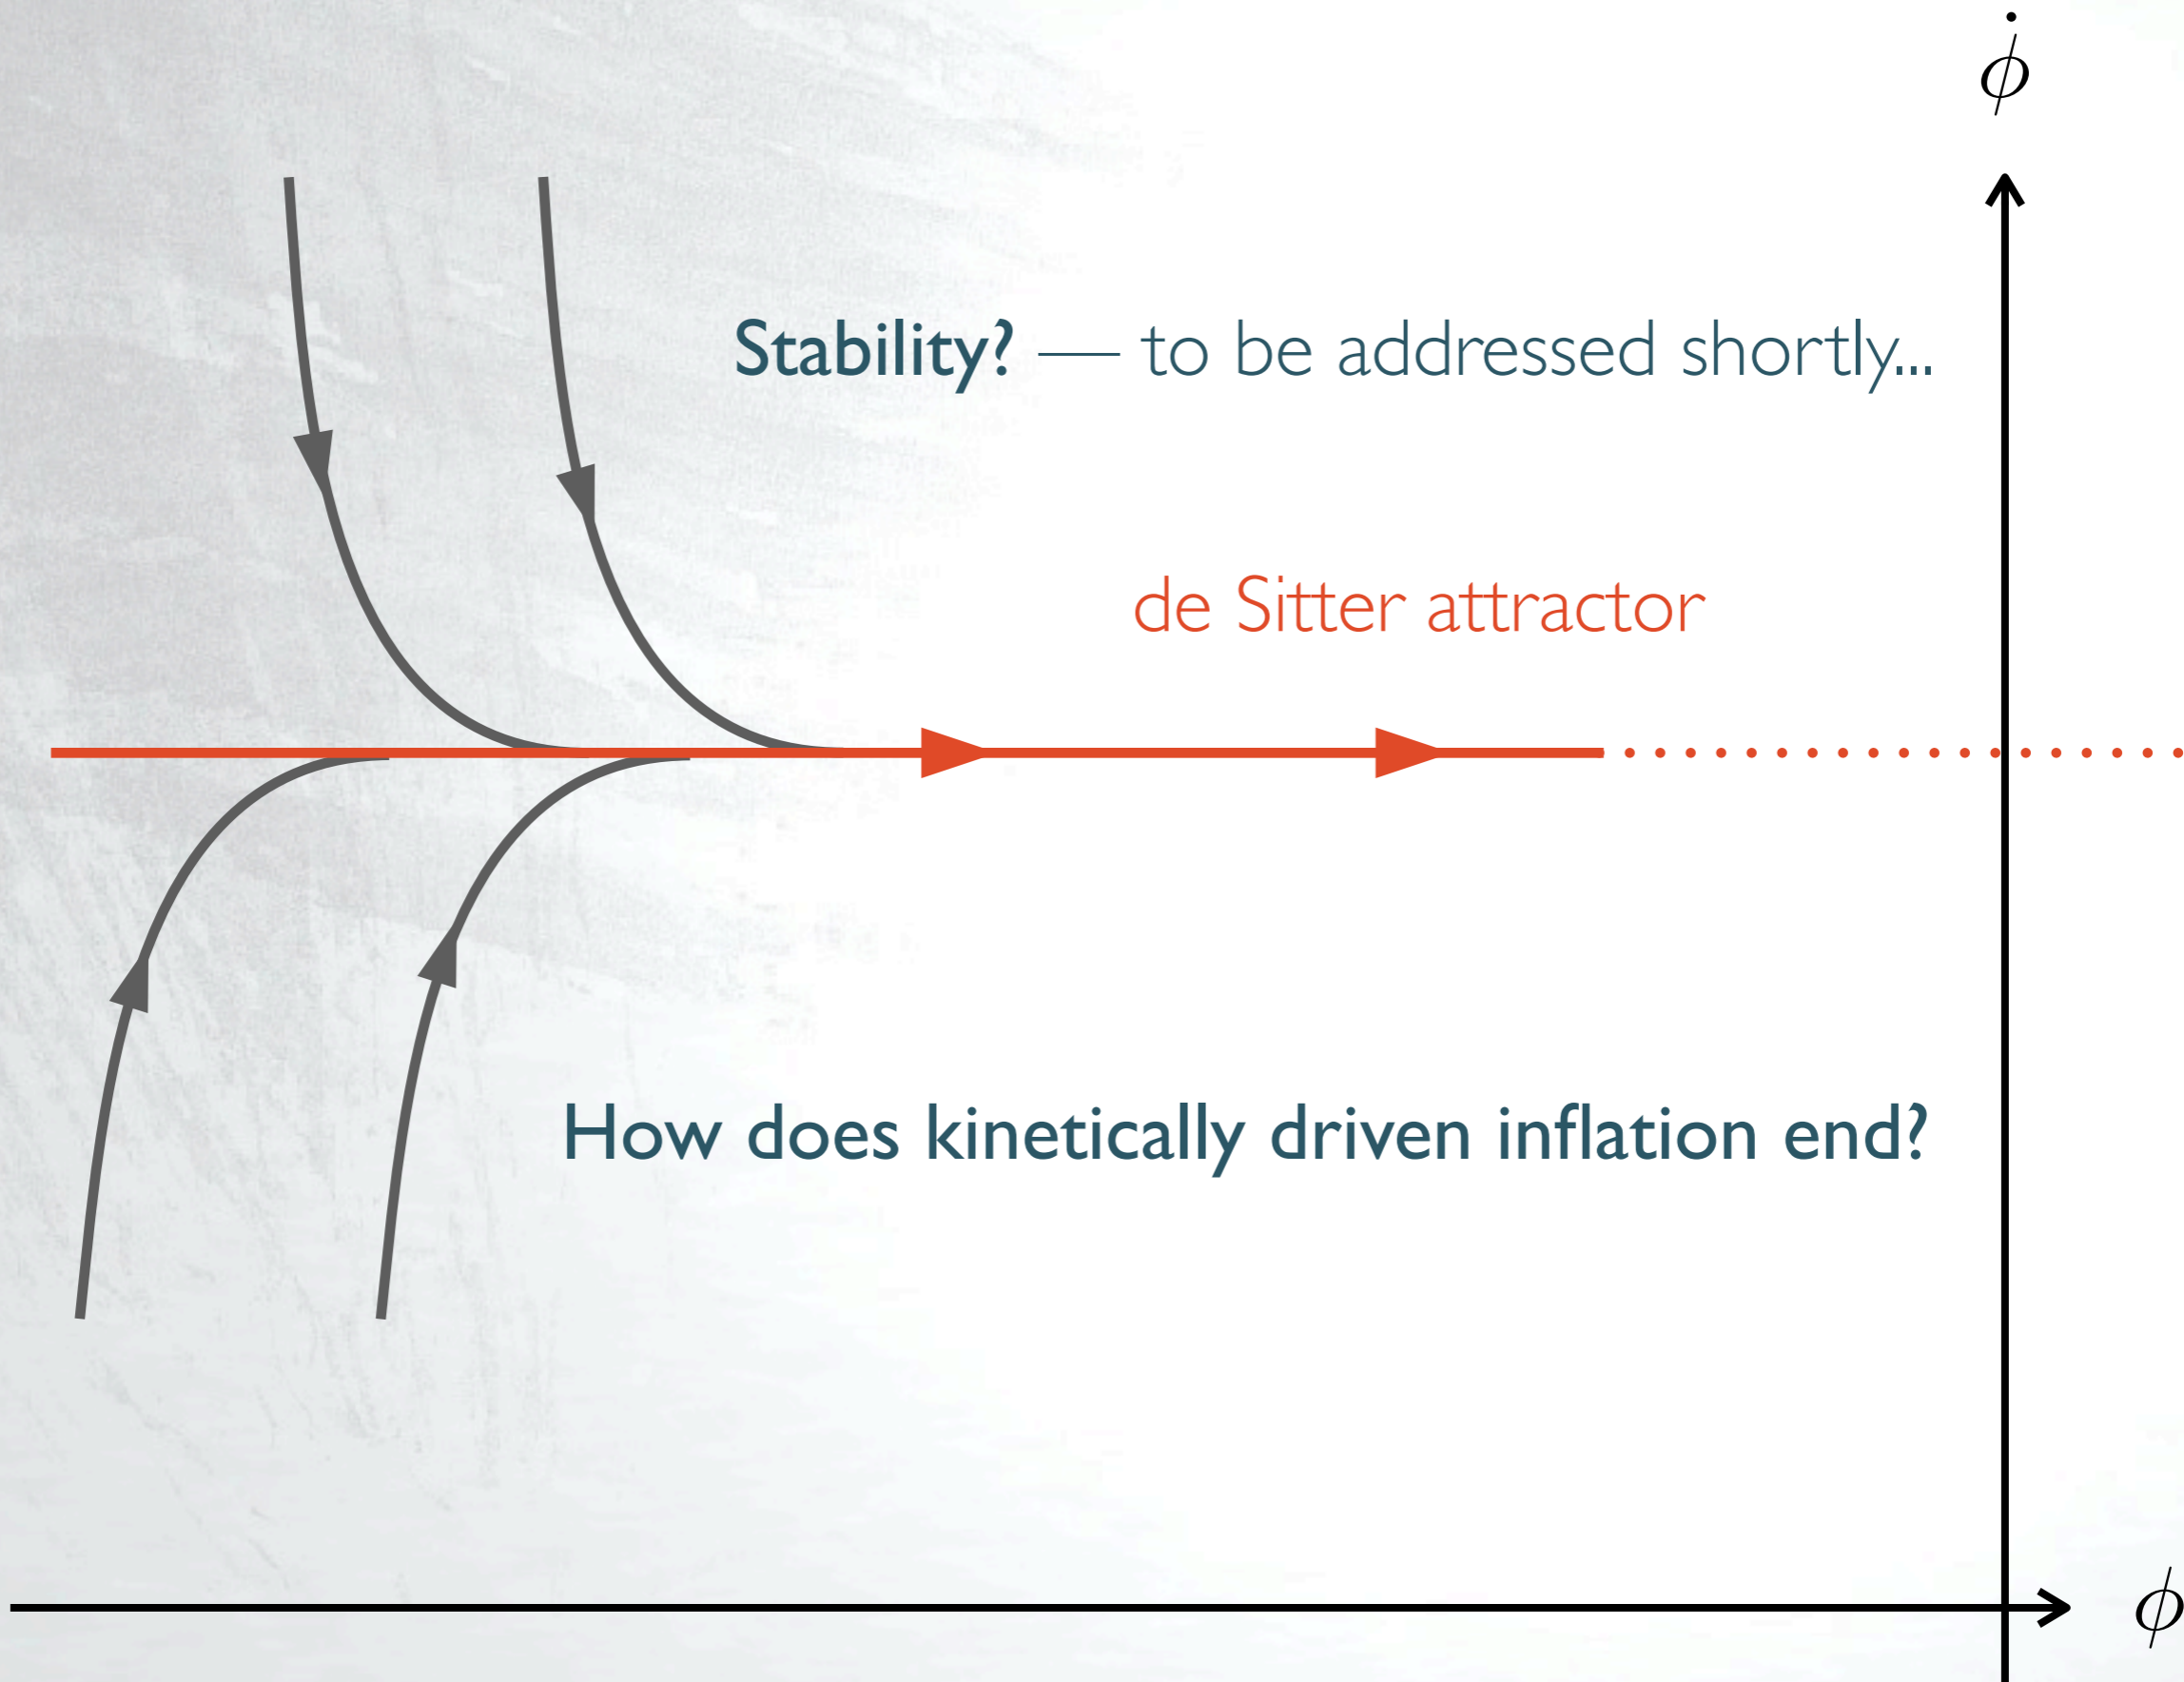 ϕ̇
Stability? — to be addressed shortly...
de Sitter attractor
How does kinetically driven inflation end?
ϕ